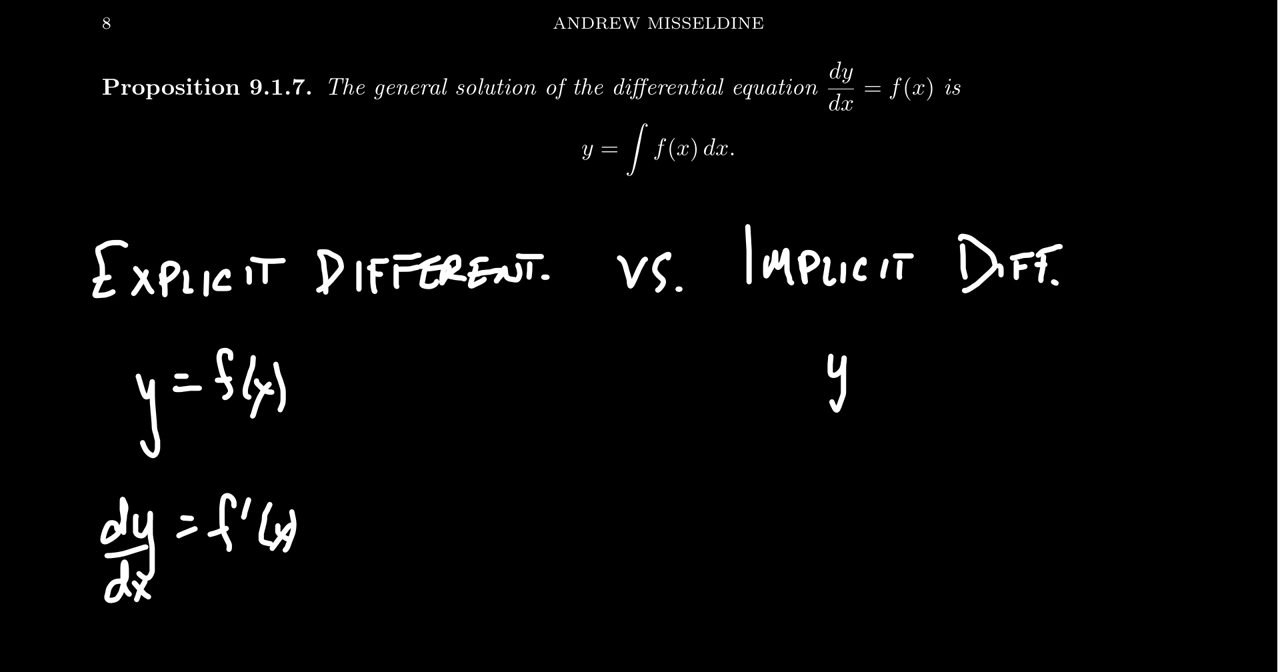 8 ANDREW MISSELDINE
Proposition 9.1.7. The general solution of the differential equation dy/dx = f(x) is
y = ∫ f(x) dx.
EXPLICIT DIFFERENT. VS. IMPLICIT DIFF.
y = f(x) y
dy/dx = f'(x)